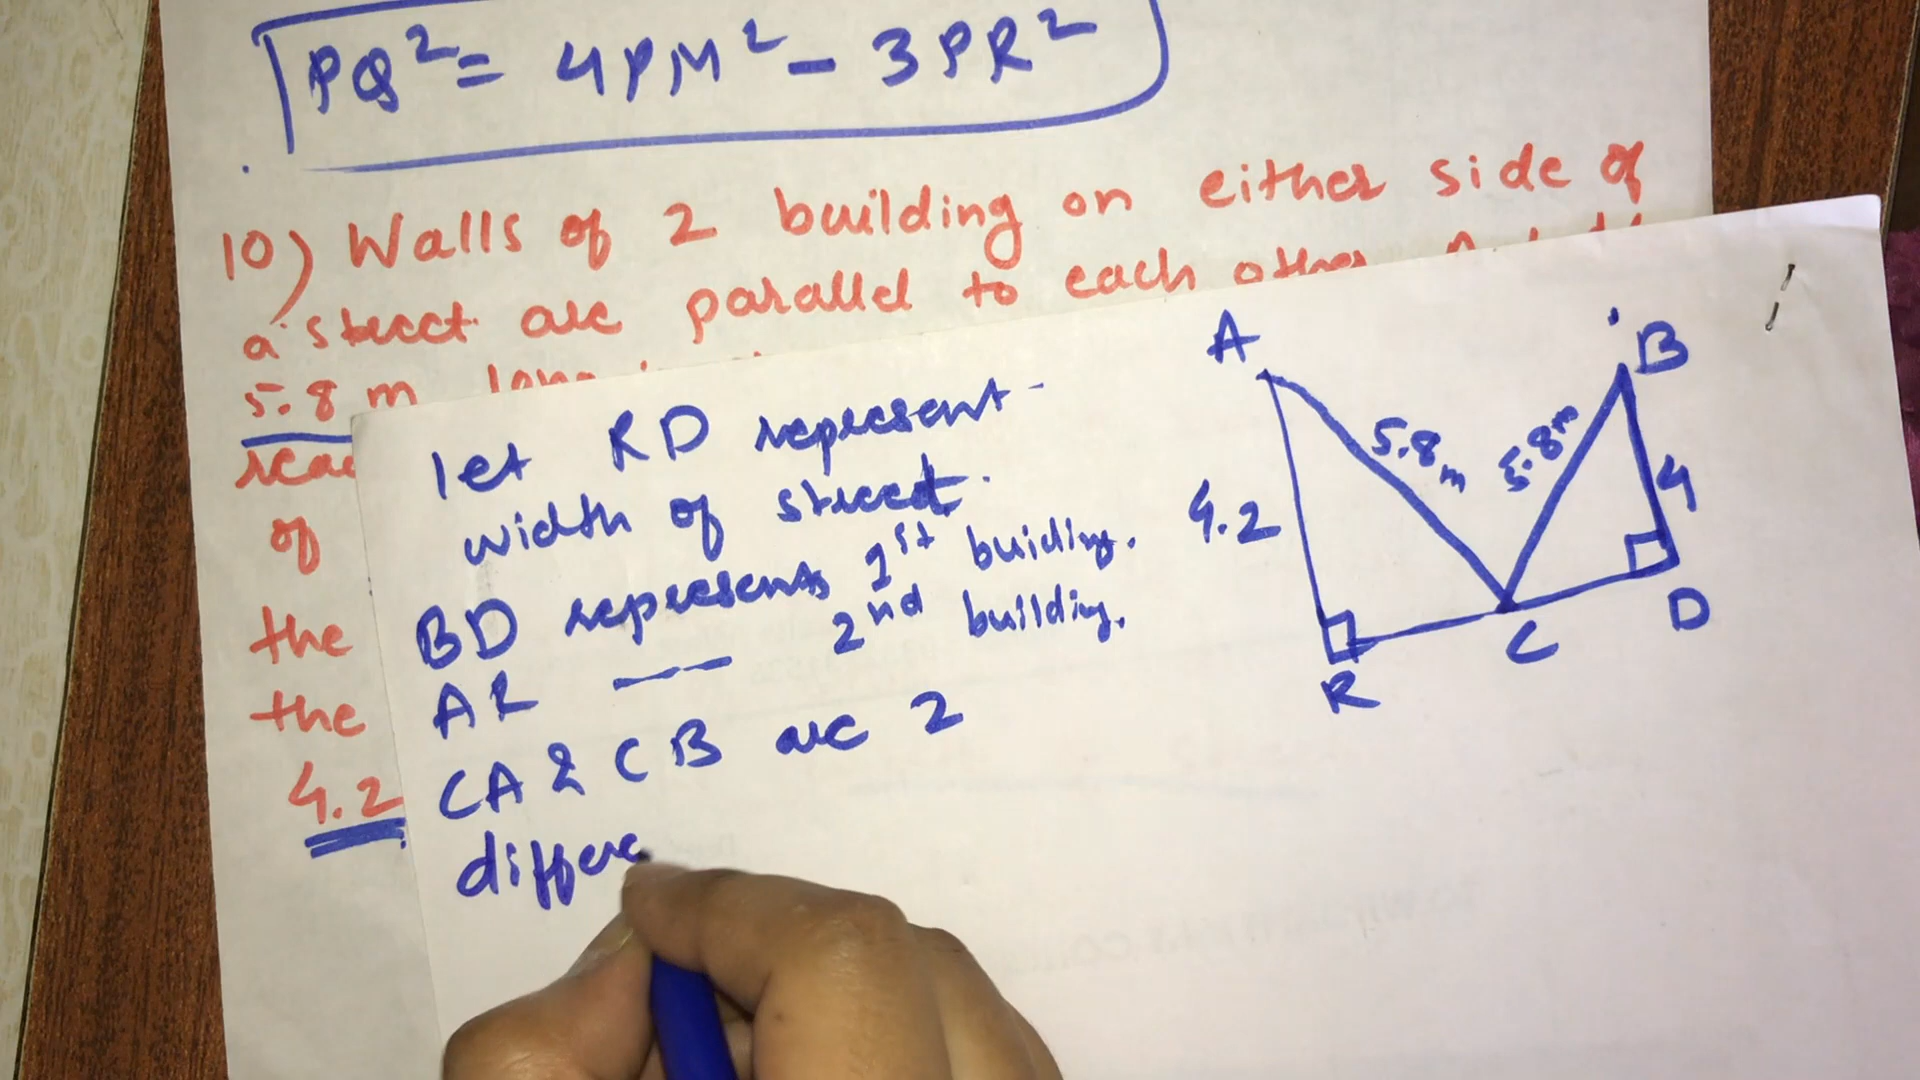 PQ² = 4PM² - 3PR²
10) Walls of 2 building on either side of
a street are parallel to each other
5.8 m long
of
the
the
4.2
let RD represent
width of street.
BD represents 1st building.
AR —— 2nd building.
CA & CB are 2
differe
A
B
5.8m
5.8m
4.2
4
R
C
D